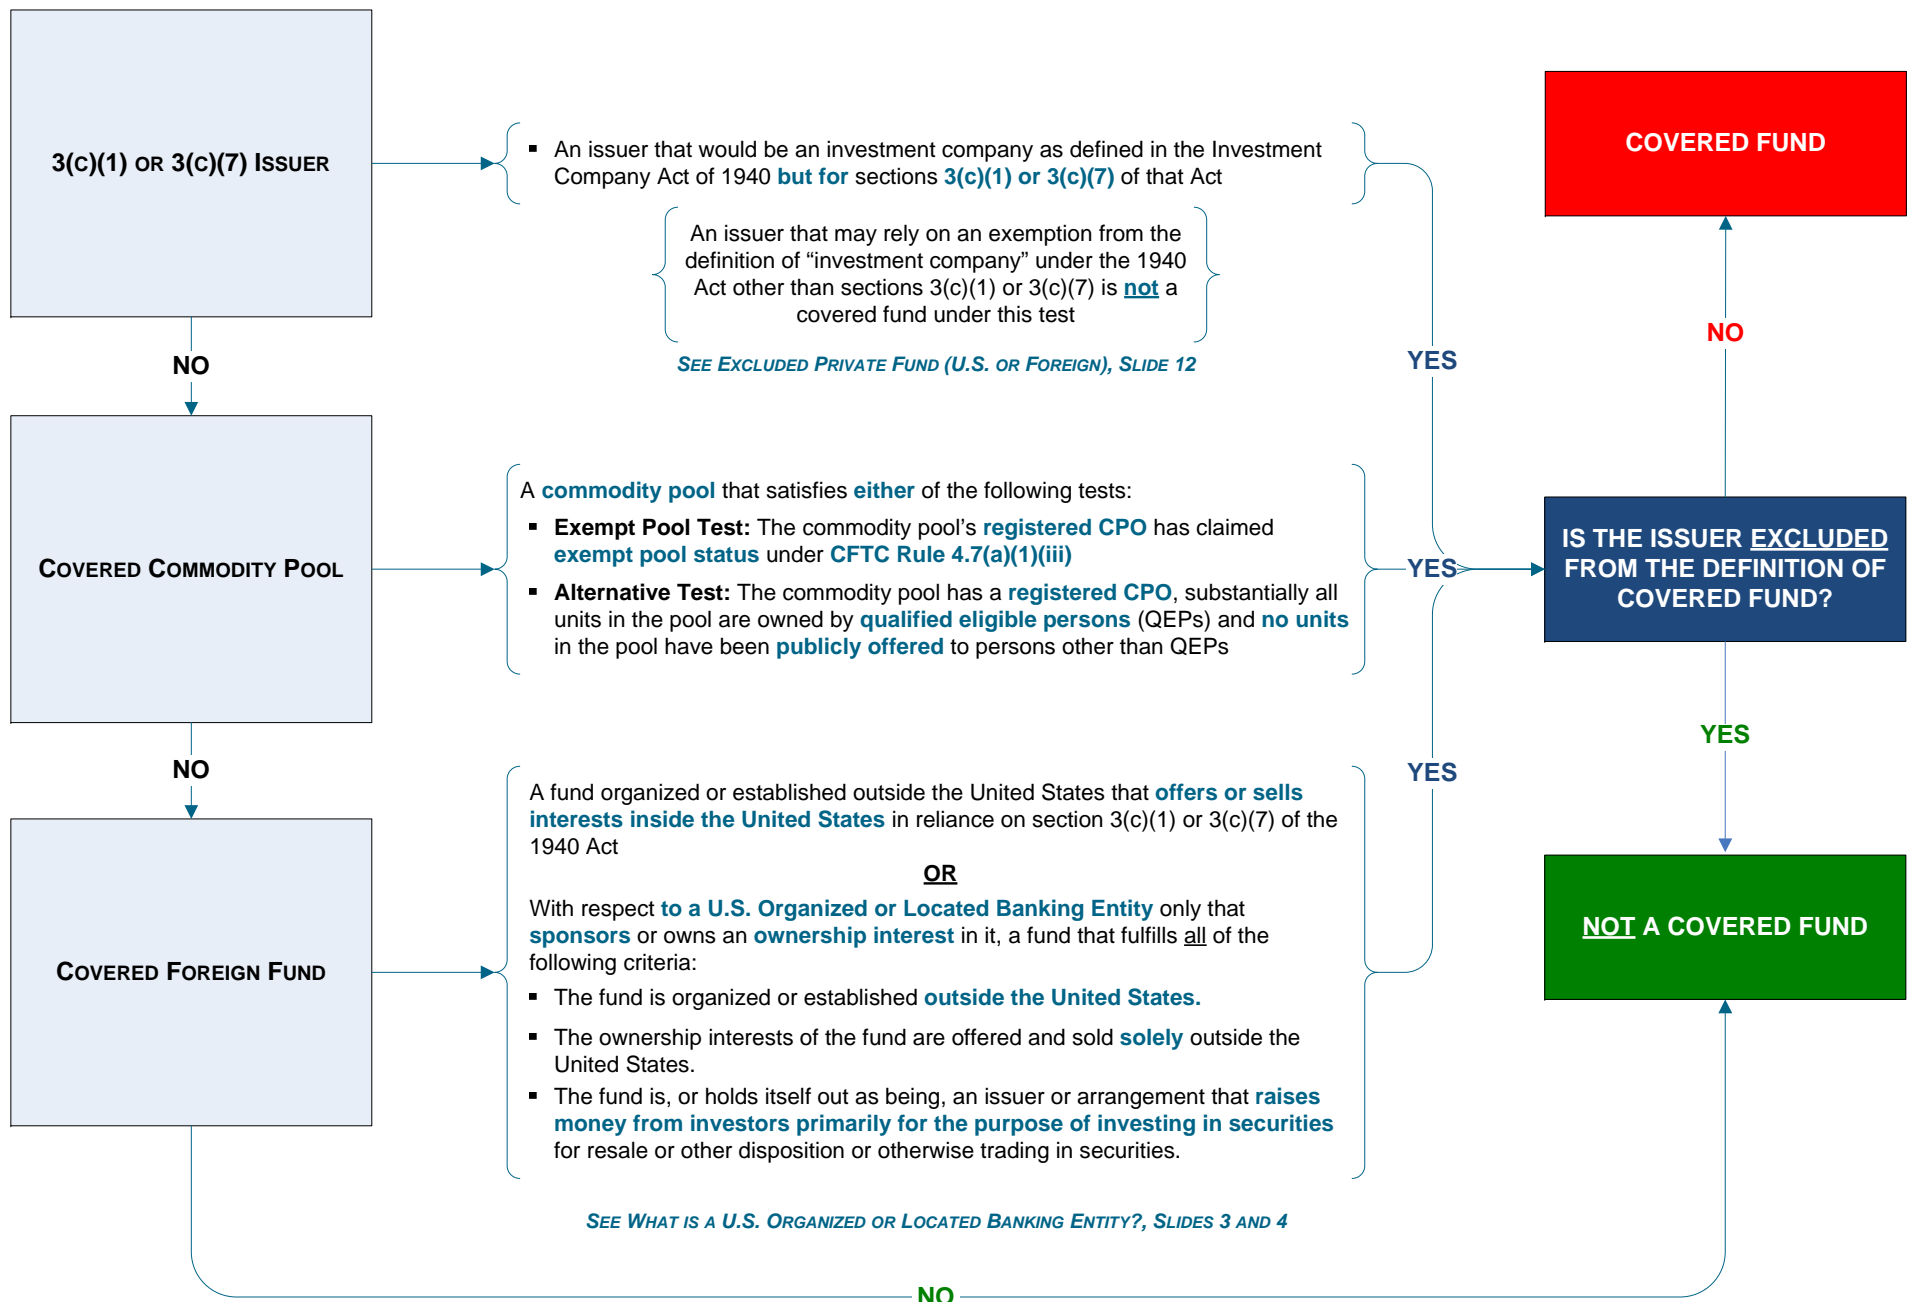 3(C)(1) OR 3(C)(7) ISSUER
▪ An issuer that would be an investment company as defined in the Investment
Company Act of 1940 but for sections 3(c)(1) or 3(c)(7) of that Act
An issuer that may rely on an exemption from the
definition of “investment company” under the 1940
Act other than sections 3(c)(1) or 3(c)(7) is not a
covered fund under this test
SEE EXCLUDED PRIVATE FUND (U.S. OR FOREIGN), SLIDE 12
NO
YES
COVERED COMMODITY POOL
A commodity pool that satisfies either of the following tests:
▪ Exempt Pool Test: The commodity pool’s registered CPO has claimed
exempt pool status under CFTC Rule 4.7(a)(1)(iii)
▪ Alternative Test: The commodity pool has a registered CPO, substantially all
units in the pool are owned by qualified eligible persons (QEPs) and no units
in the pool have been publicly offered to persons other than QEPs
YES
NO
COVERED FOREIGN FUND
A fund organized or established outside the United States that offers or sells
interests inside the United States in reliance on section 3(c)(1) or 3(c)(7) of the
1940 Act
OR
With respect to a U.S. Organized or Located Banking Entity only that
sponsors or owns an ownership interest in it, a fund that fulfills all of the
following criteria:
▪ The fund is organized or established outside the United States.
▪ The ownership interests of the fund are offered and sold solely outside the
United States.
▪ The fund is, or holds itself out as being, an issuer or arrangement that raises
money from investors primarily for the purpose of investing in securities
for resale or other disposition or otherwise trading in securities.
SEE WHAT IS A U.S. ORGANIZED OR LOCATED BANKING ENTITY?, SLIDES 3 AND 4
YES
NO
COVERED FUND
NO
IS THE ISSUER EXCLUDED
FROM THE DEFINITION OF
COVERED FUND?
YES
NOT A COVERED FUND